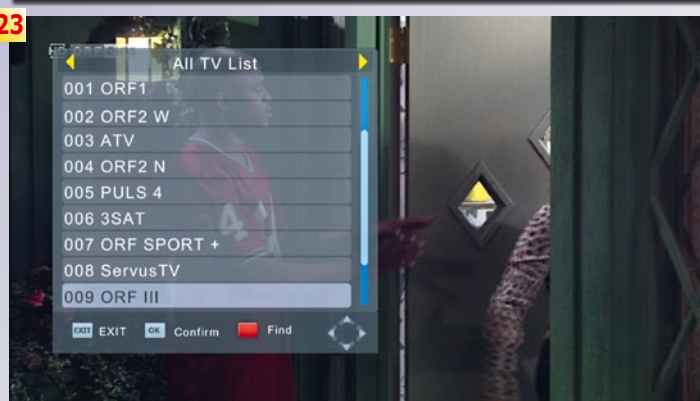 23
All TV List
001 ORF1
002 ORF2 W
003 ATV
004 ORF2 N
005 PULS 4
006 3SAT
007 ORF SPORT +
008 ServusTV
009 ORF III
EXIT EXIT OK Confirm Find